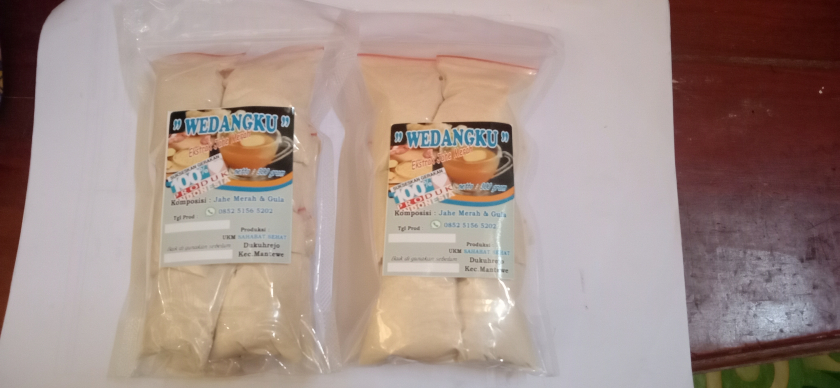 " WEDANGKU "
100%
Komposisi : Jahe Merah & Gula
0852 5156 5202
Tgl Prod
Produksi
UKM SAHABAT SEHAT
Dukuhrejo
Kec.Mantewe
" WEDANGKU "
100%
PRODUK
Komposisi : Jahe Merah & Gula
0852 5156 5202
Tgl Prod
Produksi
UKM SAHABAT SEHAT
Dukuhrejo
Kec.Mantewe